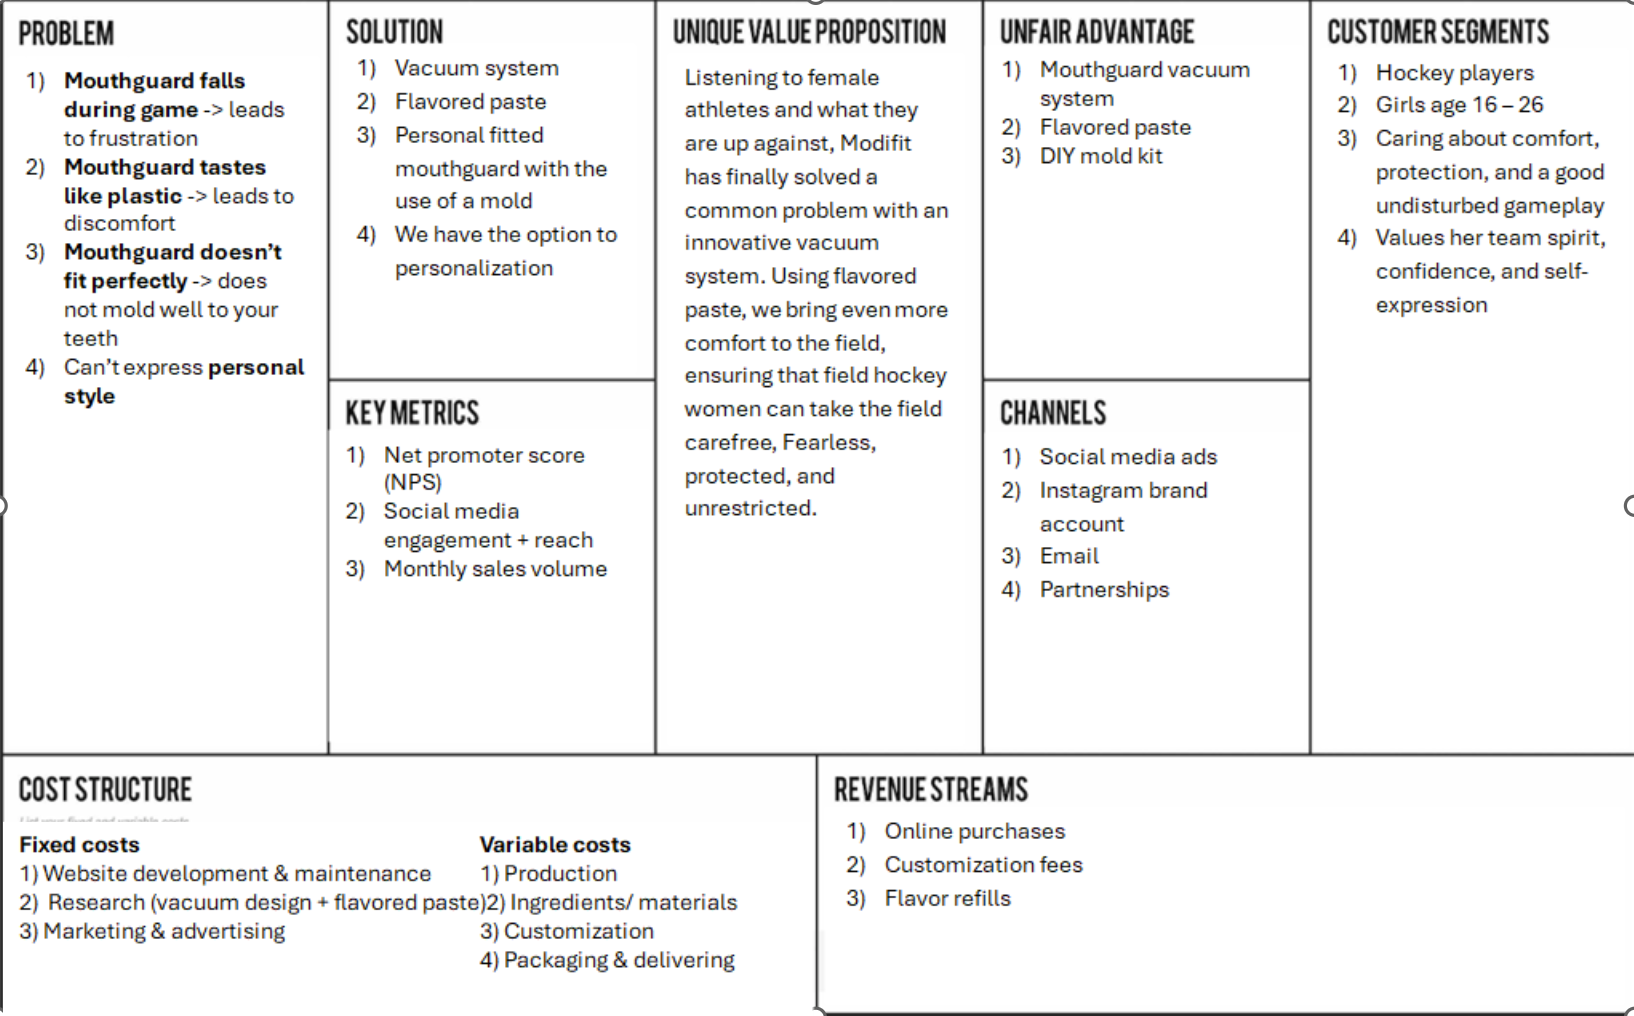 PROBLEM
1) Mouthguard falls
during game -> leads
to frustration
2) Mouthguard tastes
like plastic -> leads to
discomfort
3) Mouthguard doesn't
fit perfectly -> does
not mold well to your
teeth
4) Can't express personal
style
SOLUTION
1) Vacuum system
2) Flavored paste
3) Personal fitted
mouthguard with the
use of a mold
4) We have the option to
personalization
KEY METRICS
1) Net promoter score
(NPS)
2) Social media
engagement + reach
3) Monthly sales volume
UNIQUE VALUE PROPOSITION
Listening to female
athletes and what they
are up against, Modifit
has finally solved a
common problem with an
innovative vacuum
system. Using flavored
paste, we bring even more
comfort to the field,
ensuring that field hockey
women can take the field
carefree, Fearless,
protected, and
unrestricted.
UNFAIR ADVANTAGE
1) Mouthguard vacuum
system
2) Flavored paste
3) DIY mold kit
CHANNELS
1) Social media ads
2) Instagram brand
account
3) Email
4) Partnerships
CUSTOMER SEGMENTS
1) Hockey players
2) Girls age 16 – 26
3) Caring about comfort,
protection, and a good
undisturbed gameplay
4) Values her team spirit,
confidence, and self-
expression
COST STRUCTURE
Fixed costs
1) Website development & maintenance
2) Research (vacuum design + flavored paste)
3) Marketing & advertising
Variable costs
1) Production
2) Ingredients/ materials
3) Customization
4) Packaging & delivering
REVENUE STREAMS
1) Online purchases
2) Customization fees
3) Flavor refills